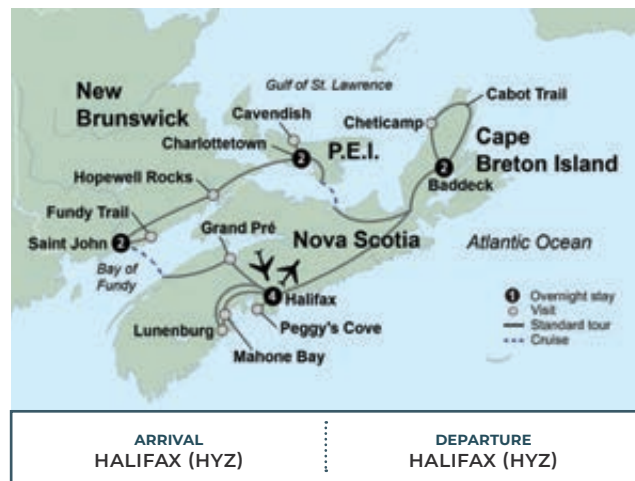 New
Brunswick
Gulf of St. Lawrence
Cabot Trail
Cavendish
Cheticamp
Charlottetown
P.E.I.
Cape
Breton Island
2
2
Baddeck
Hopewell Rocks
Fundy Trail
Grand Pré
Saint John
2
Nova Scotia
Atlantic Ocean
Bay of
Fundy
4
Halifax
Lunenburg
Peggy's Cove
Mahone Bay
1 Overnight stay
Visit
Standard tour
Cruise
ARRIVAL
HALIFAX (HYZ)
DEPARTURE
HALIFAX (HYZ)